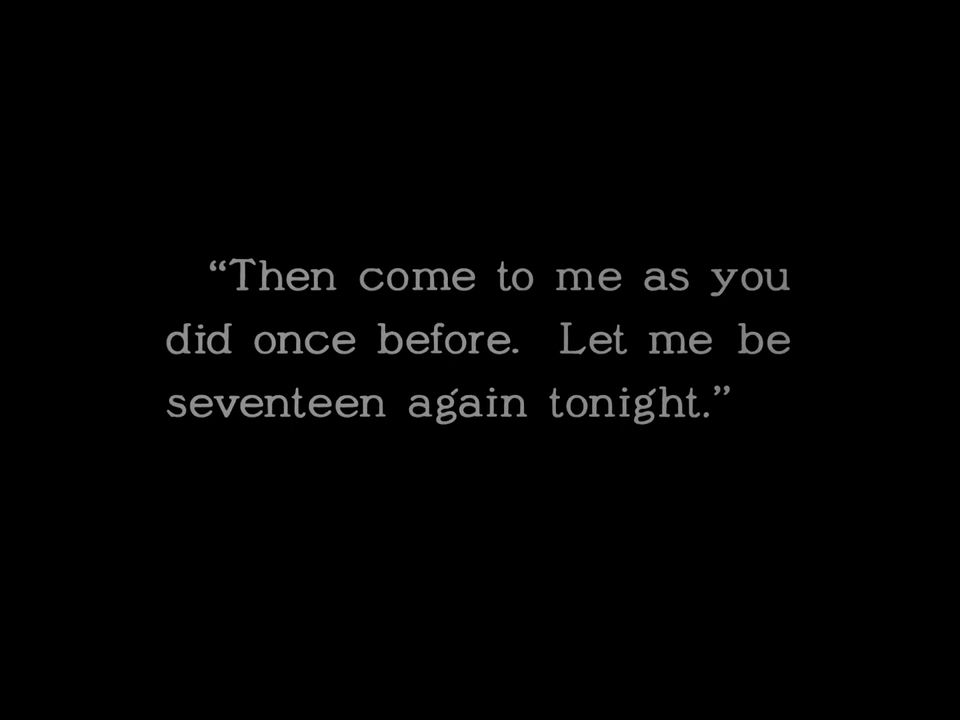 “Then come to me as you
did once before. Let me be
seventeen again tonight.”